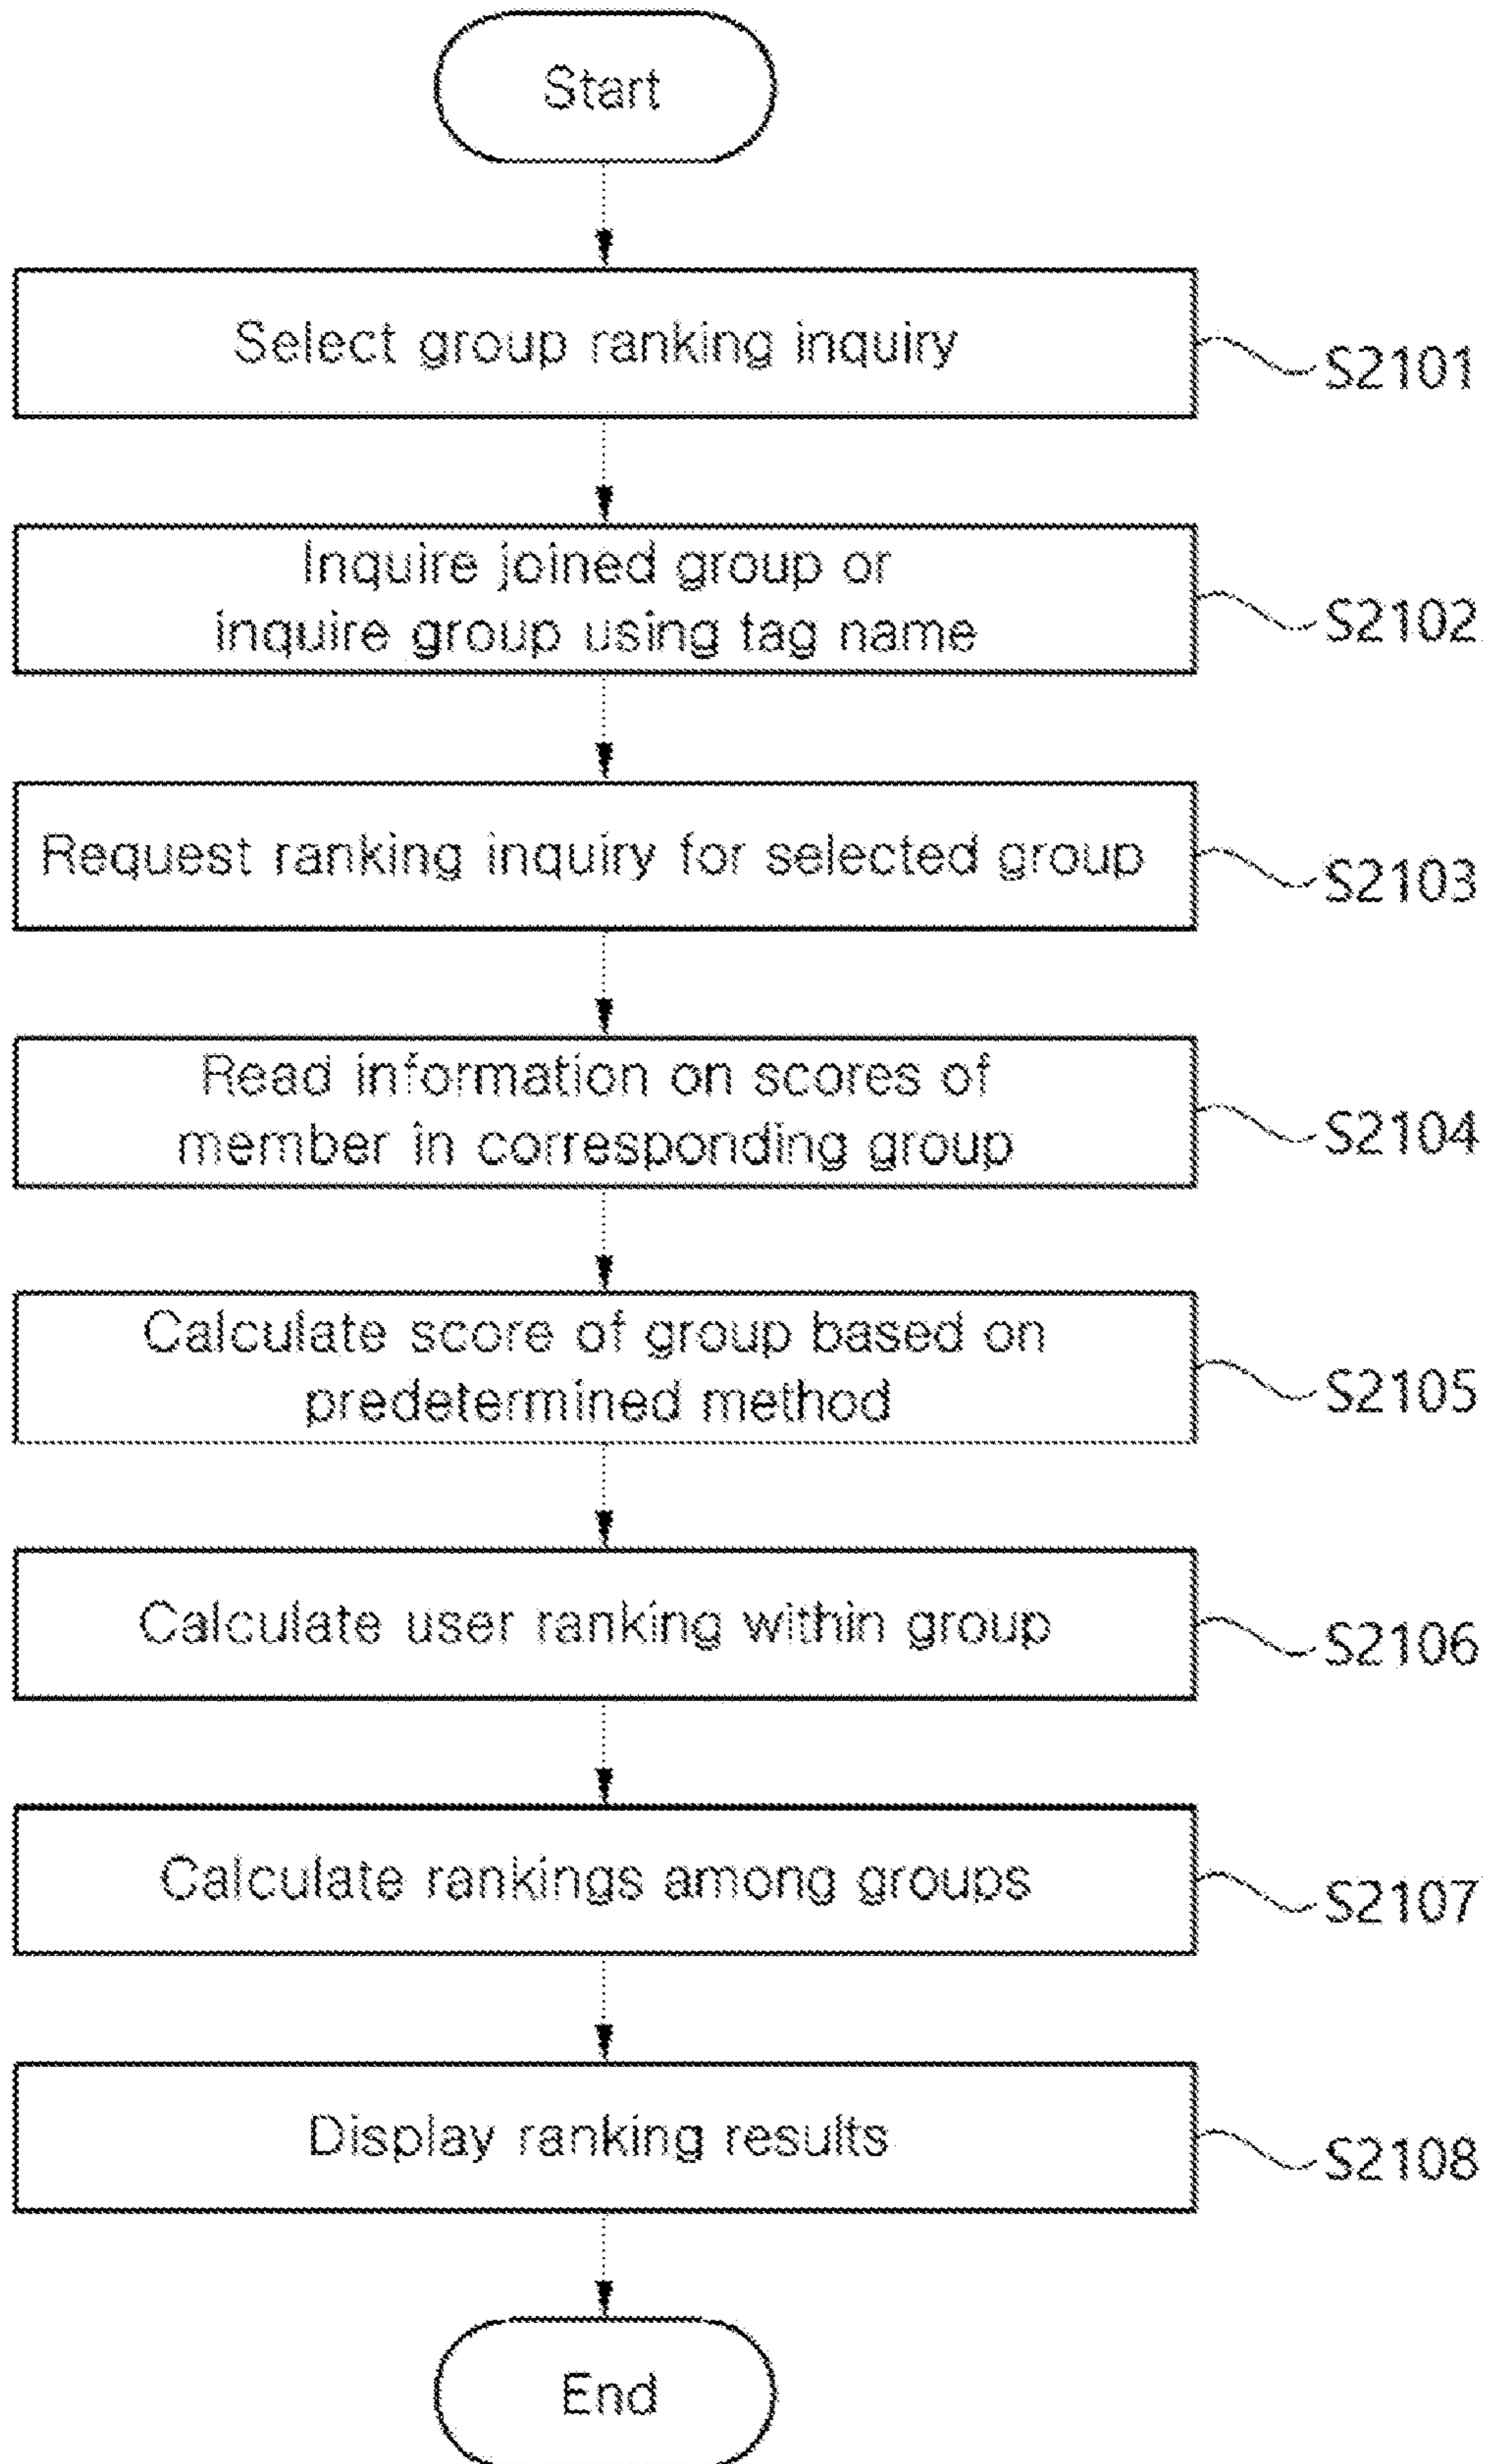 Start
Select group ranking inquiry
S2101
Inquire joined group or
inquire group using tag name
S2102
Request ranking inquiry for selected group
S2103
Read information on scores of
member in corresponding group
S2104
Calculate score of group based on
predetermined method
S2105
Calculate user ranking within group
S2106
Calculate rankings among groups
S2107
Display ranking results
S2108
End